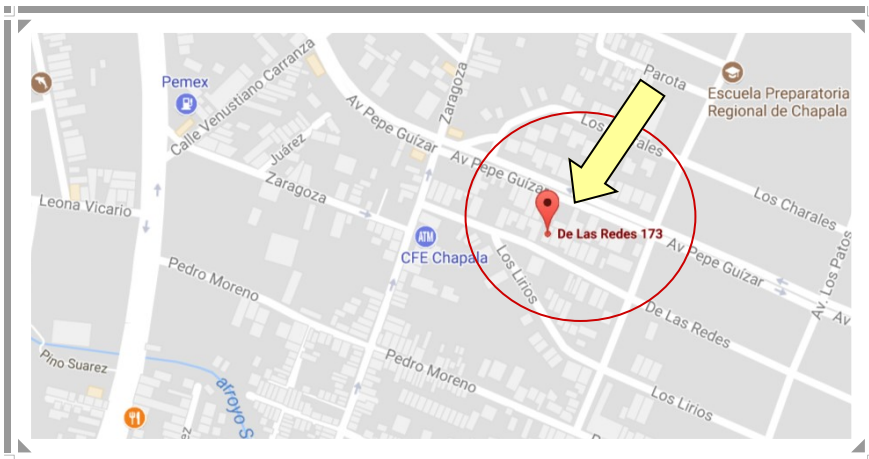 Pemex
Calle Venustiano Carranza
Zaragoza
Parota
Escuela Preparatoria
Regional de Chapala
Av Pepe Guízar
Los Charales
Juárez
Av Pepe Guízar
Zaragoza
Leona Vicario
Los Charales
De Las Redes 173
ATM
CFE Chapala
Av Pepe Guízar
Av. Los Patos
Los Lirios
Pedro Moreno
De Las Redes
Av
Pino Suarez
Pedro Moreno
arroyo S
Los Lirios